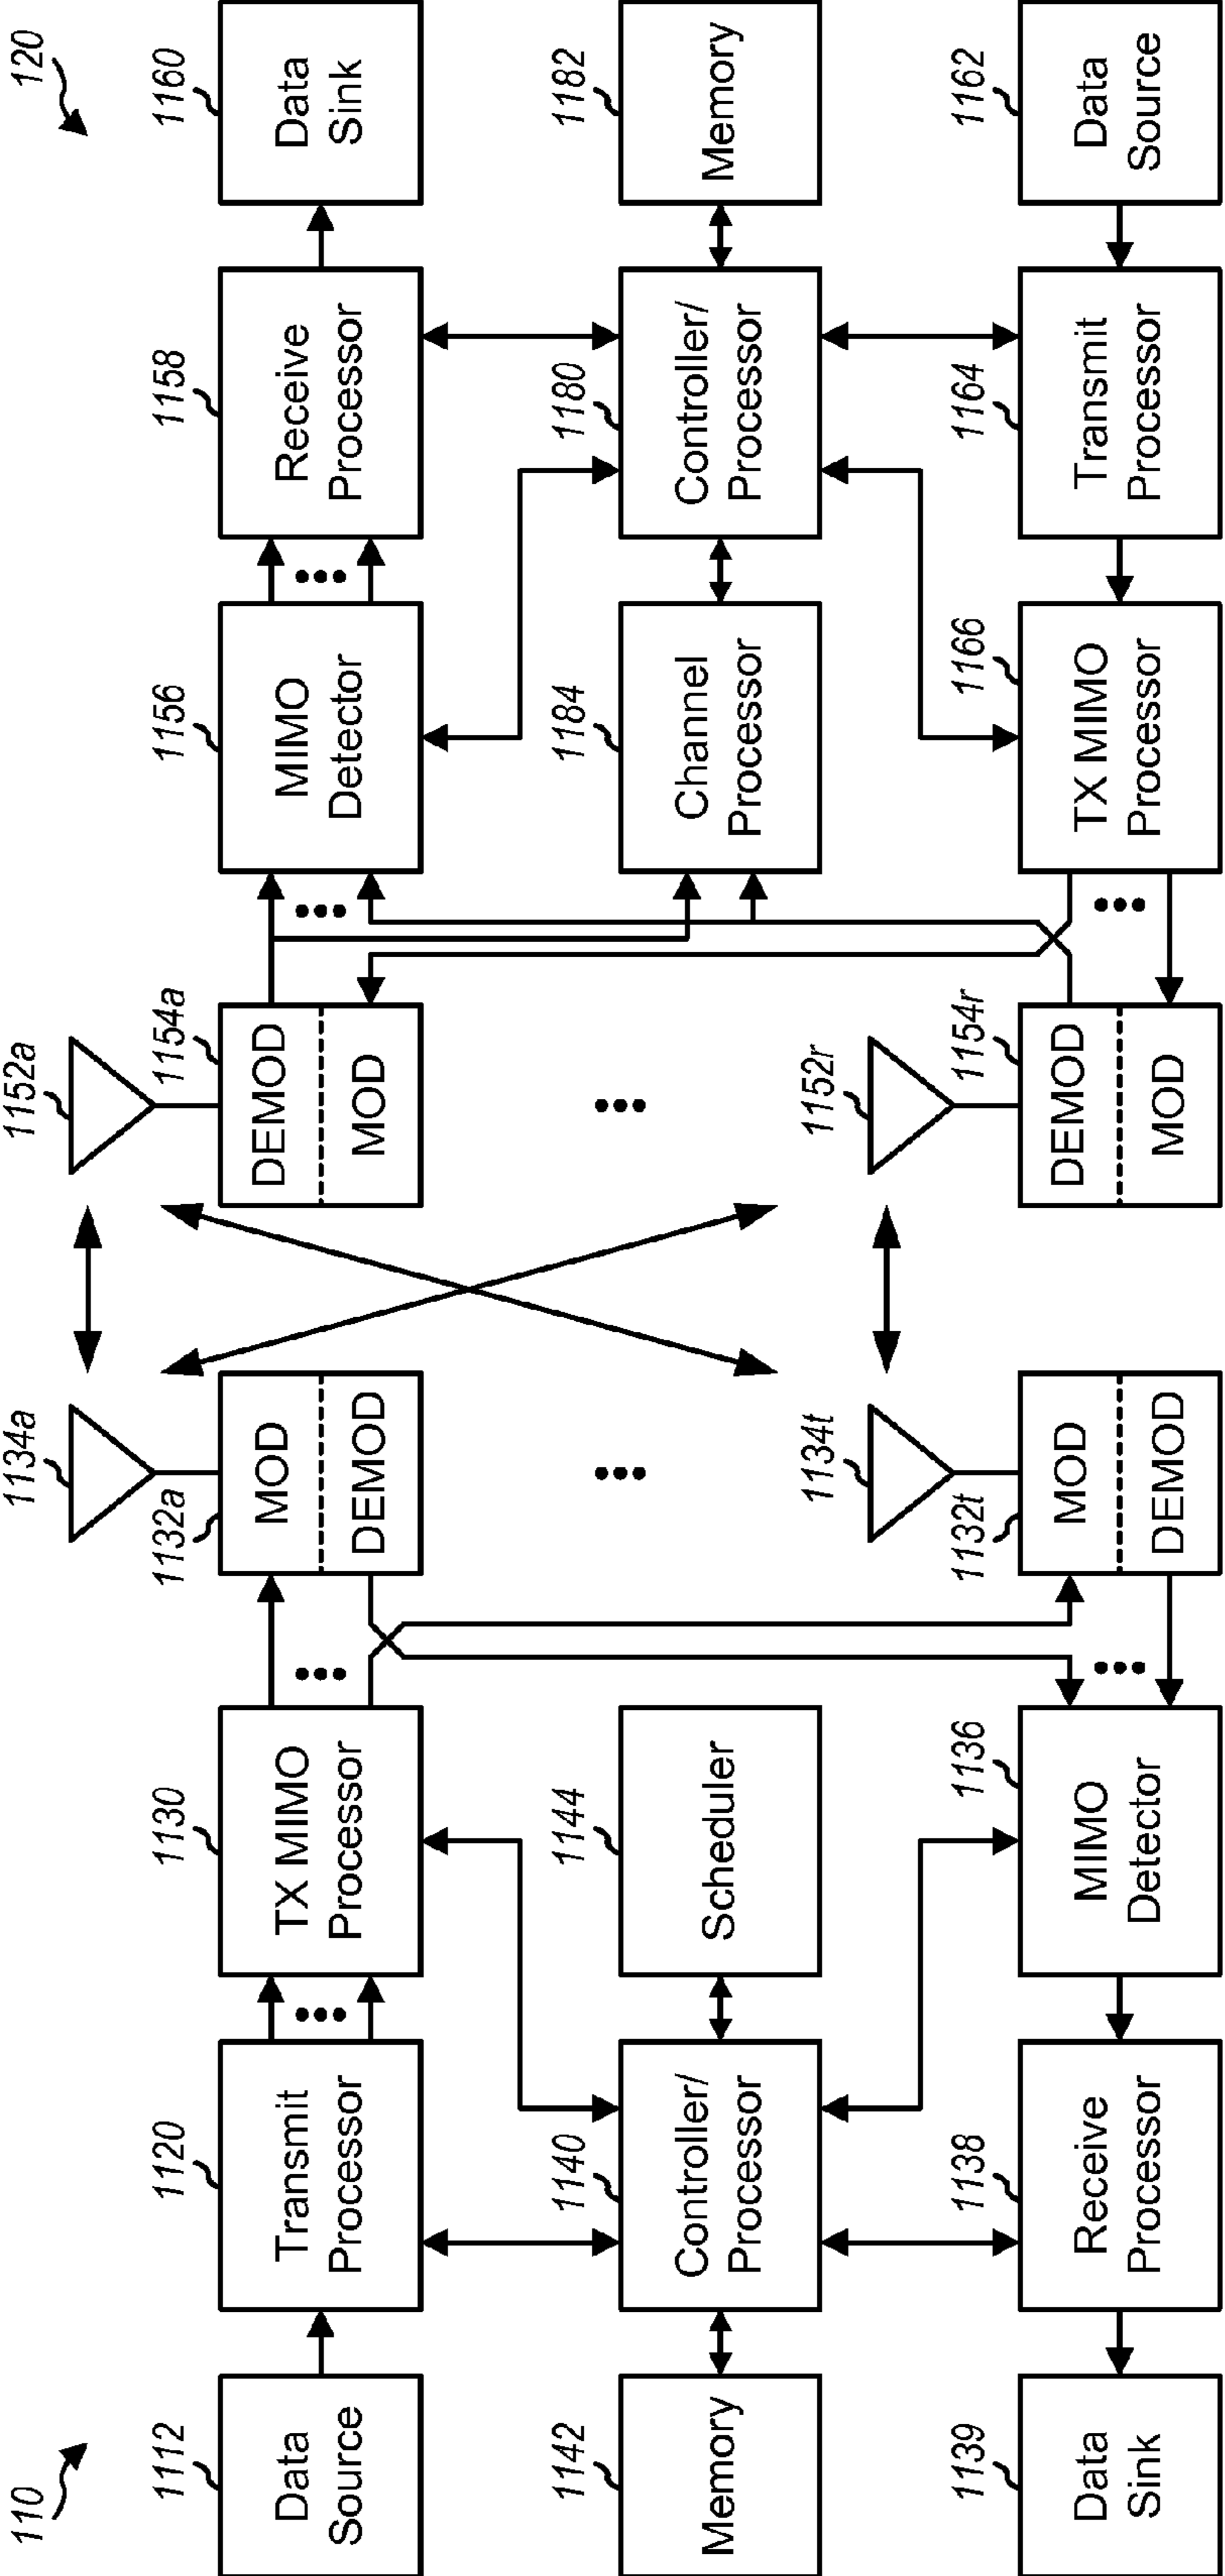 110
1112
Data
Source
1120
Transmit
Processor
1130
TX MIMO
Processor
1134a
1132a
MOD
DEMOD
1152a
1154a
DEMOD
MOD
1156
MIMO
Detector
1158
Receive
Processor
1160
Data
Sink
120
1142
Memory
1140
Controller/
Processor
1144
Scheduler
1184
Channel
Processor
1180
Controller/
Processor
1182
Memory
1139
Data
Sink
1138
Receive
Processor
1136
MIMO
Detector
1134t
1132t
MOD
DEMOD
1152r
1154r
DEMOD
MOD
1166
TX MIMO
Processor
1164
Transmit
Processor
1162
Data
Source